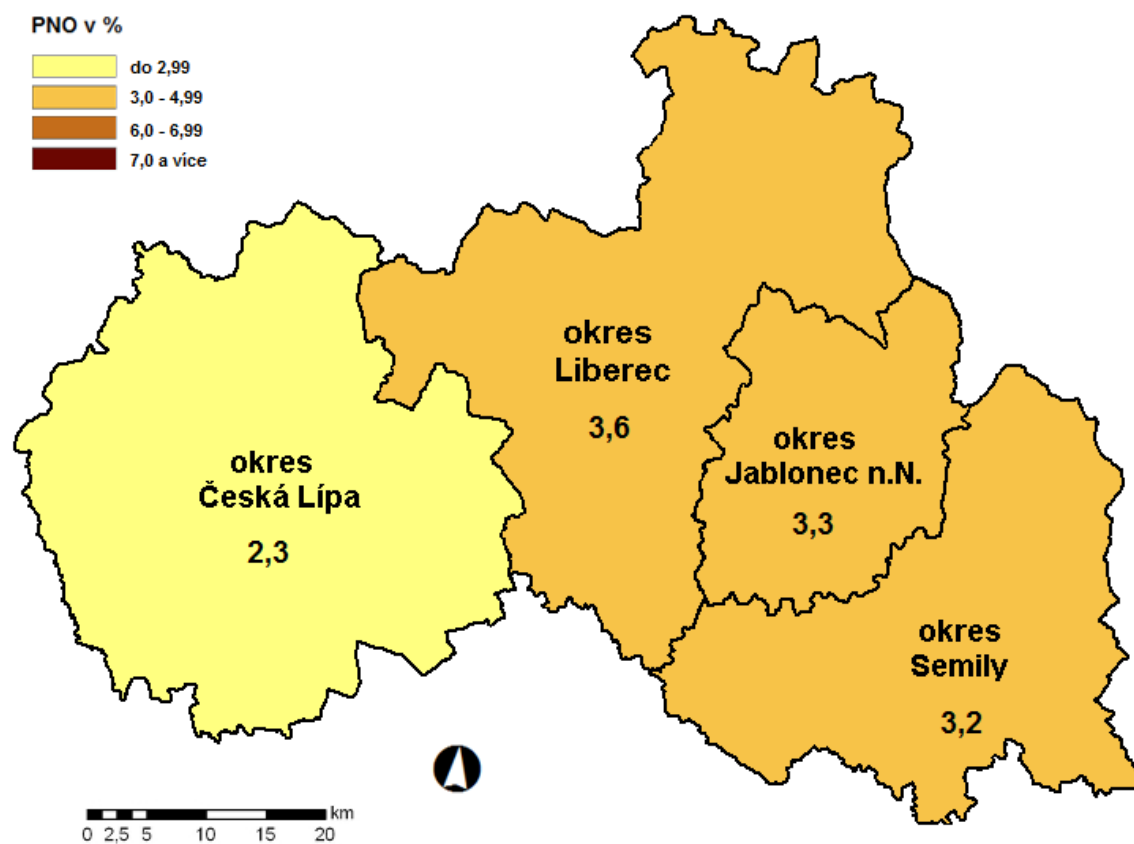 PNO v %
do 2,99
3,0 - 4,99
6,0 - 6,99
7,0 a více
okres
Liberec
3,6
okres
Jablonec n.N.
3,3
okres
Česká Lípa
2,3
okres
Semily
3,2
km
0 2,5 5 10 15 20